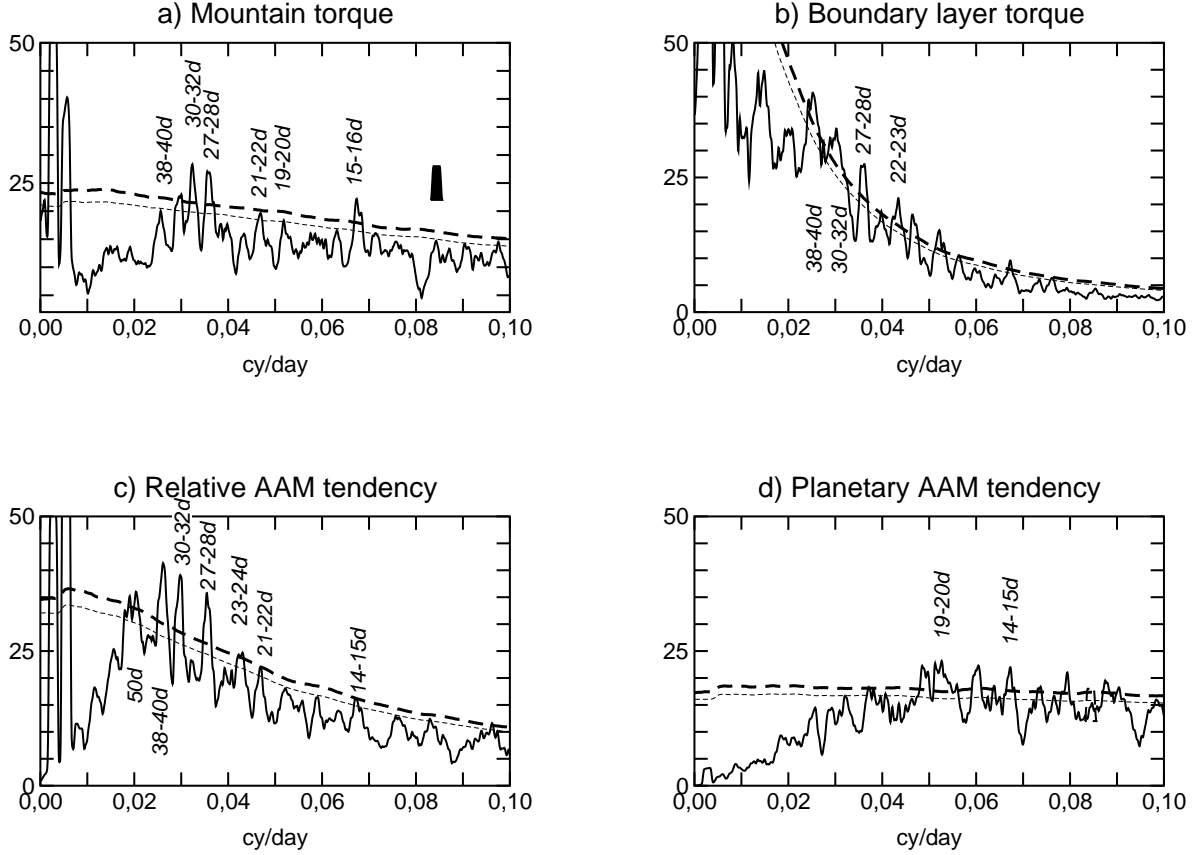 a) Mountain torque
50
25
0,00
0,02
0,04
0,06
0,08
0,10
cy/day
38-40d
30-32d
27-28d
21-22d
19-20d
15-16d
b) Boundary layer torque
50
25
0
0,00
0,02
0,04
0,06
0,08
0,10
cy/day
38-40d
30-32d
27-28d
22-23d
c) Relative AAM tendency
50
25
0
0,00
0,02
0,04
0,06
0,08
0,10
cy/day
50d
38-40d
30-32d
27-28d
23-24d
21-22d
14-15d
d) Planetary AAM tendency
50
25
0
0,00
0,02
0,04
0,06
0,08
0,10
cy/day
19-20d
14-15d